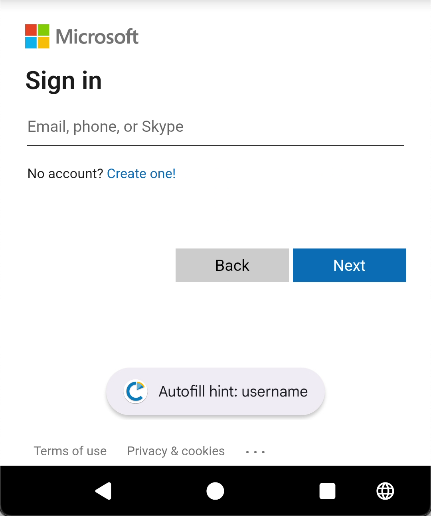 Microsoft
Sign in
Email, phone, or Skype
No account? Create one!
Back Next
Autofill hint: username
Terms of use Privacy & cookies ...